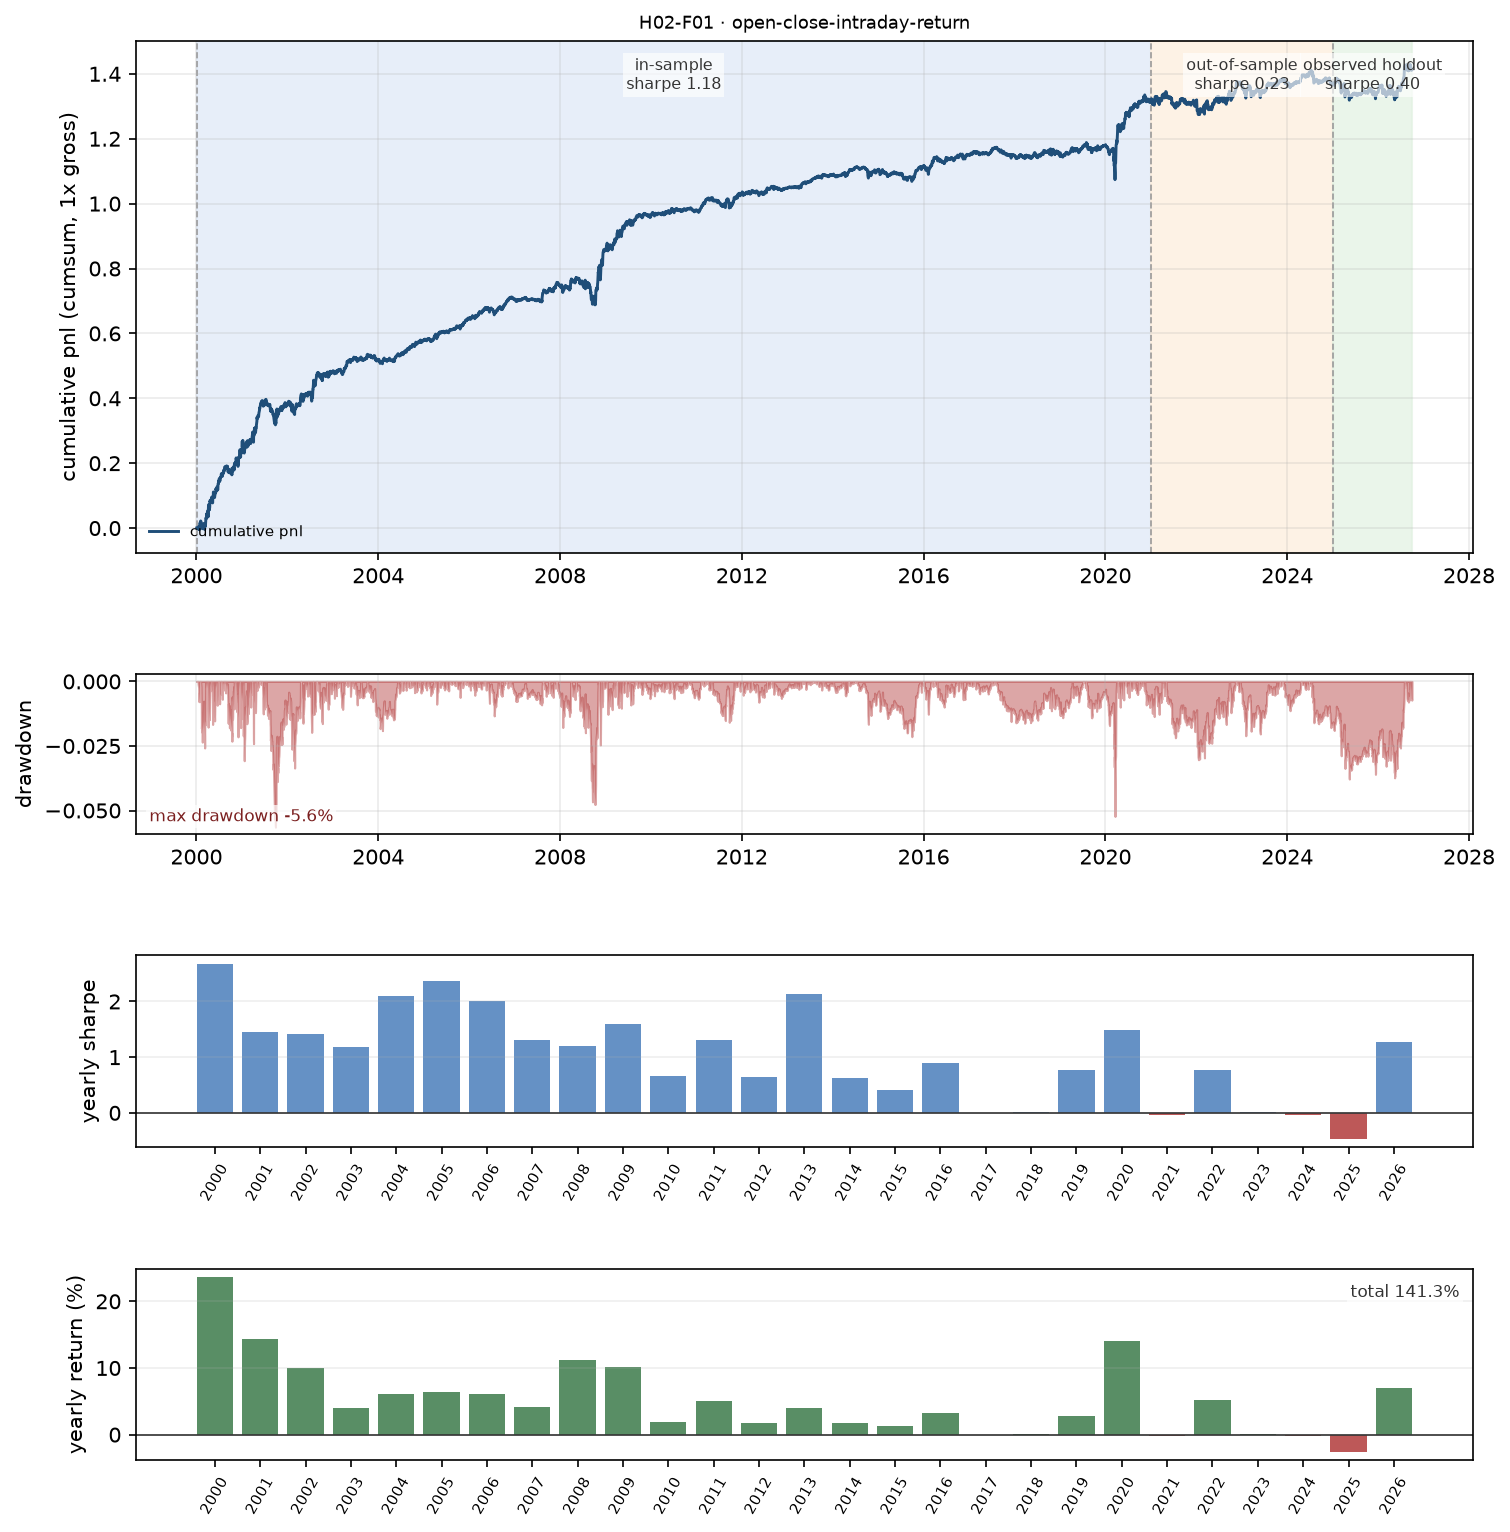 H02-F01 · open-close-intraday-return
cumulative pnl (cumsum, 1x gross)
1.4
1.2
1.0
0.8
0.6
0.4
0.2
0.0
in-sample
sharpe 1.18
out-of-sample
sharpe 0.23
observed holdout
sharpe 0.40
cumulative pnl
2000 2004 2008 2012 2016 2020 2024 2028
drawdown
0.000
−0.025
−0.050
max drawdown -5.6%
2000 2004 2008 2012 2016 2020 2024 2028
yearly sharpe
2
1
0
2000 2001 2002 2003 2004 2005 2006 2007 2008 2009 2010 2011 2012 2013 2014 2015 2016 2017 2018 2019 2020 2021 2022 2023 2024 2025 2026
yearly return (%)
20
10
0
total 141.3%
2000 2001 2002 2003 2004 2005 2006 2007 2008 2009 2010 2011 2012 2013 2014 2015 2016 2017 2018 2019 2020 2021 2022 2023 2024 2025 2026